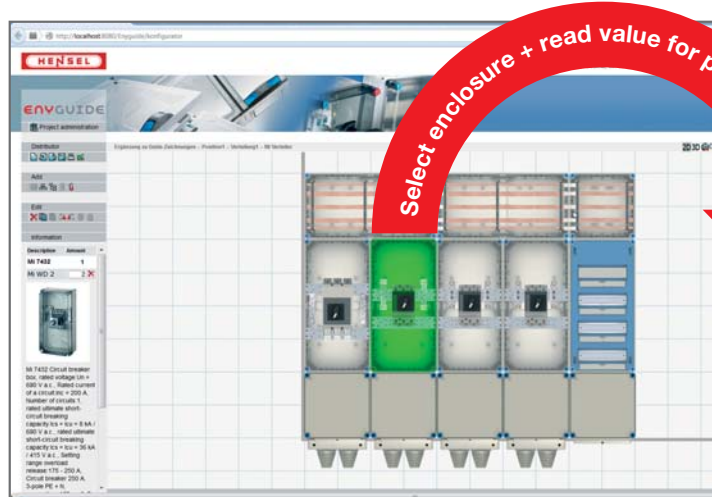 http://localhost:8080/Enyguide/konfigurator
HENSEL
ENYGUIDE
Project administration
Distributor
Add
Edit
Information
Description Amount
Mi 7432 1
Mi WD 2 2
Mi 7432 Circuit breaker
box, rated voltage Un =
690 V a.c., Rated current
of a circuit Inc = 200 A,
Number of circuits 1,
rated ultimate short-
circuit breaking
capacity Ics = Icu = 8 kA /
690 V a.c., rated ultimate
short-circuit breaking
capacity Ics = Icu = 36 kA
/ 415 V a.c., Setting
range overload
release 175 - 250 A,
Circuit breaker 250 A,
3-pole PE + N,
2D 3D
Select enclosure + read value for p